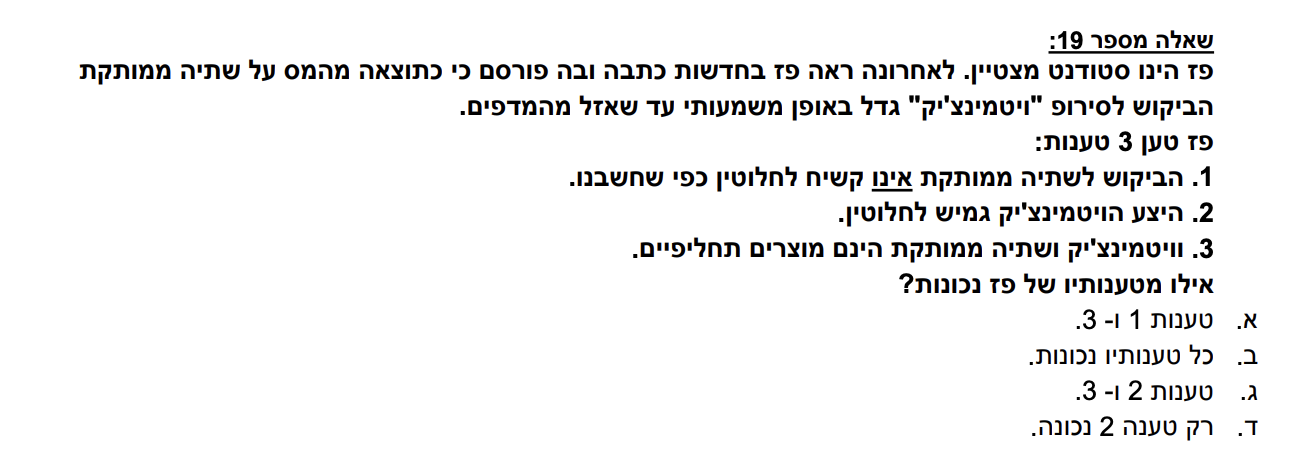 שאלה מספר 19:
פז הינו סטודנט מצטיין. לאחרונה ראה פז בחדשות כתבה ובה פורסם כי כתוצאה מהמס על שתיה ממותקת
הביקוש לסירופ "ויטמינצ'יק" גדל באופן משמעותי עד שאזל מהמדפים.
פז טען 3 טענות:
1. הביקוש לשתיה ממותקת אינו קשיח לחלוטין כפי שחשבנו.
2. היצע הויטמינצ'יק גמיש לחלוטין.
3. וויטמינצ'יק ושתיה ממותקת הינם מוצרים תחליפיים.
אילו מטענותיו של פז נכונות?
א. טענות 1 ו- 3.
ב. כל טענותיו נכונות.
ג. טענות 2 ו- 3.
ד. רק טענה 2 נכונה.